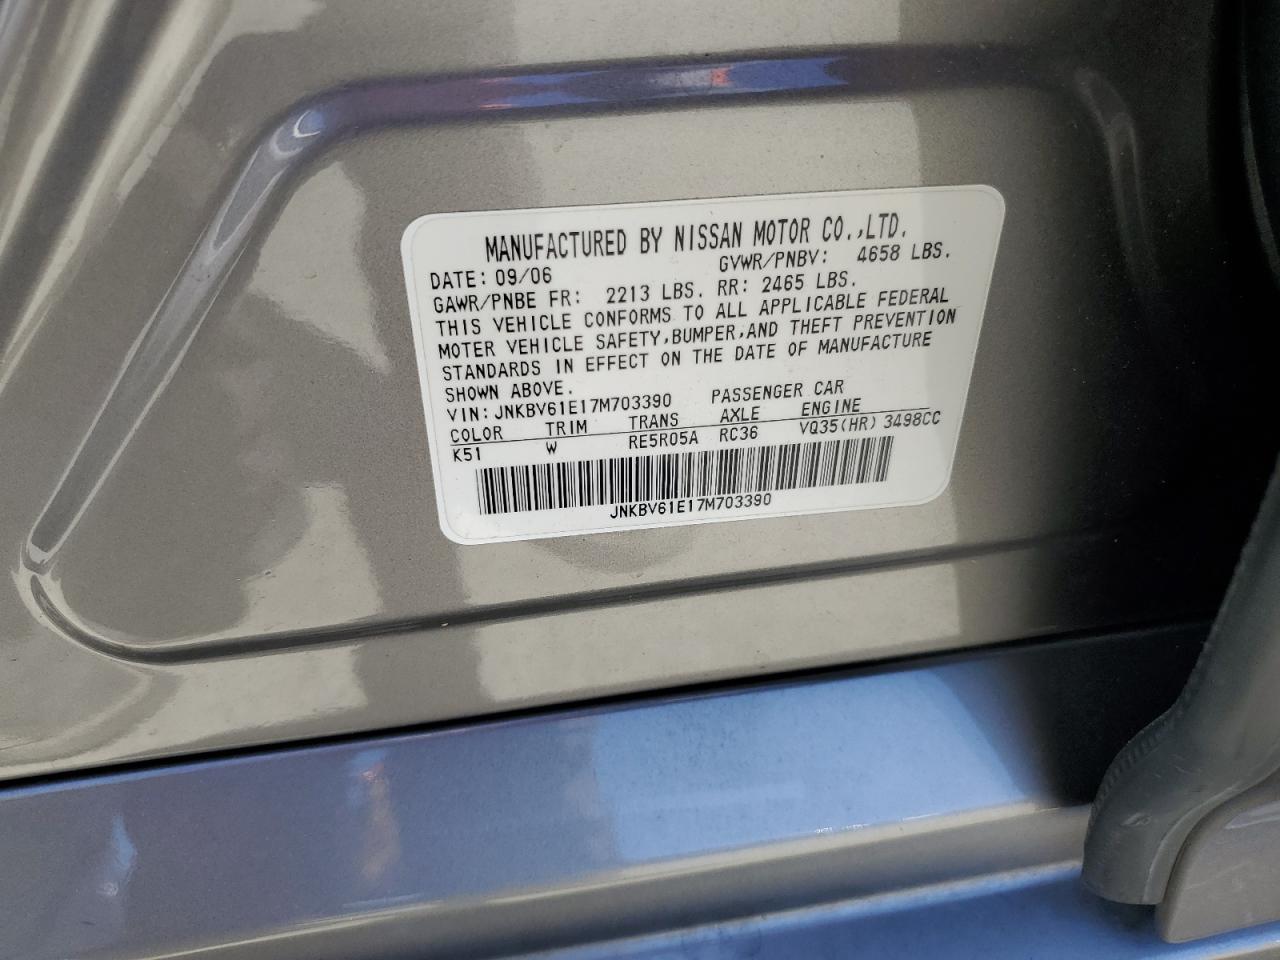 MANUFACTURED BY NISSAN MOTOR CO.,LTD.
DATE: 09/06 GVWR/PNBV: 4658 LBS.
GAWR/PNBE FR: 2213 LBS. RR: 2465 LBS.
THIS VEHICLE CONFORMS TO ALL APPLICABLE FEDERAL
MOTER VEHICLE SAFETY,BUMPER,AND THEFT PREVENTION
STANDARDS IN EFFECT ON THE DATE OF MANUFACTURE
SHOWN ABOVE.
VIN: JNKBV61E17M703390 PASSENGER CAR
COLOR TRIM TRANS AXLE ENGINE
K51 W RE5R05A RC36 VQ35(HR) 3498CC
JNKBV61E17M703390